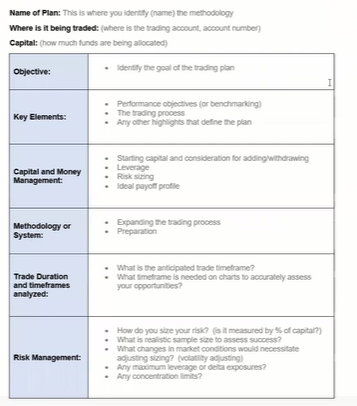 Name of Plan: This is where you identify (name) the methodology
Where is it being traded: (where is the trading account, account number)
Capital: (how much funds are being allocated)
Objective:
• Identify the goal of the trading plan
Key Elements:
• Performance objectives (or benchmarking)
• The trading process
• Any other highlights that define the plan
Capital and Money
Management:
• Starting capital and consideration for adding/withdrawing
• Leverage
• Risk sizing
• Ideal payoff profile
Methodology or
System:
• Expanding the trading process
• Preparation
Trade Duration
and timeframes
analyzed:
• What is the anticipated trade timeframe?
• What timeframe is needed on charts to accurately assess
your opportunities?
Risk Management:
• How do you size your risk? (is it measured by % of capital?)
• What is realistic sample size to assess success?
• What changes in market conditions would necessitate
adjusting sizing? (volatility adjusting)
• Any maximum leverage or delta exposures?
• Any concentration limits?